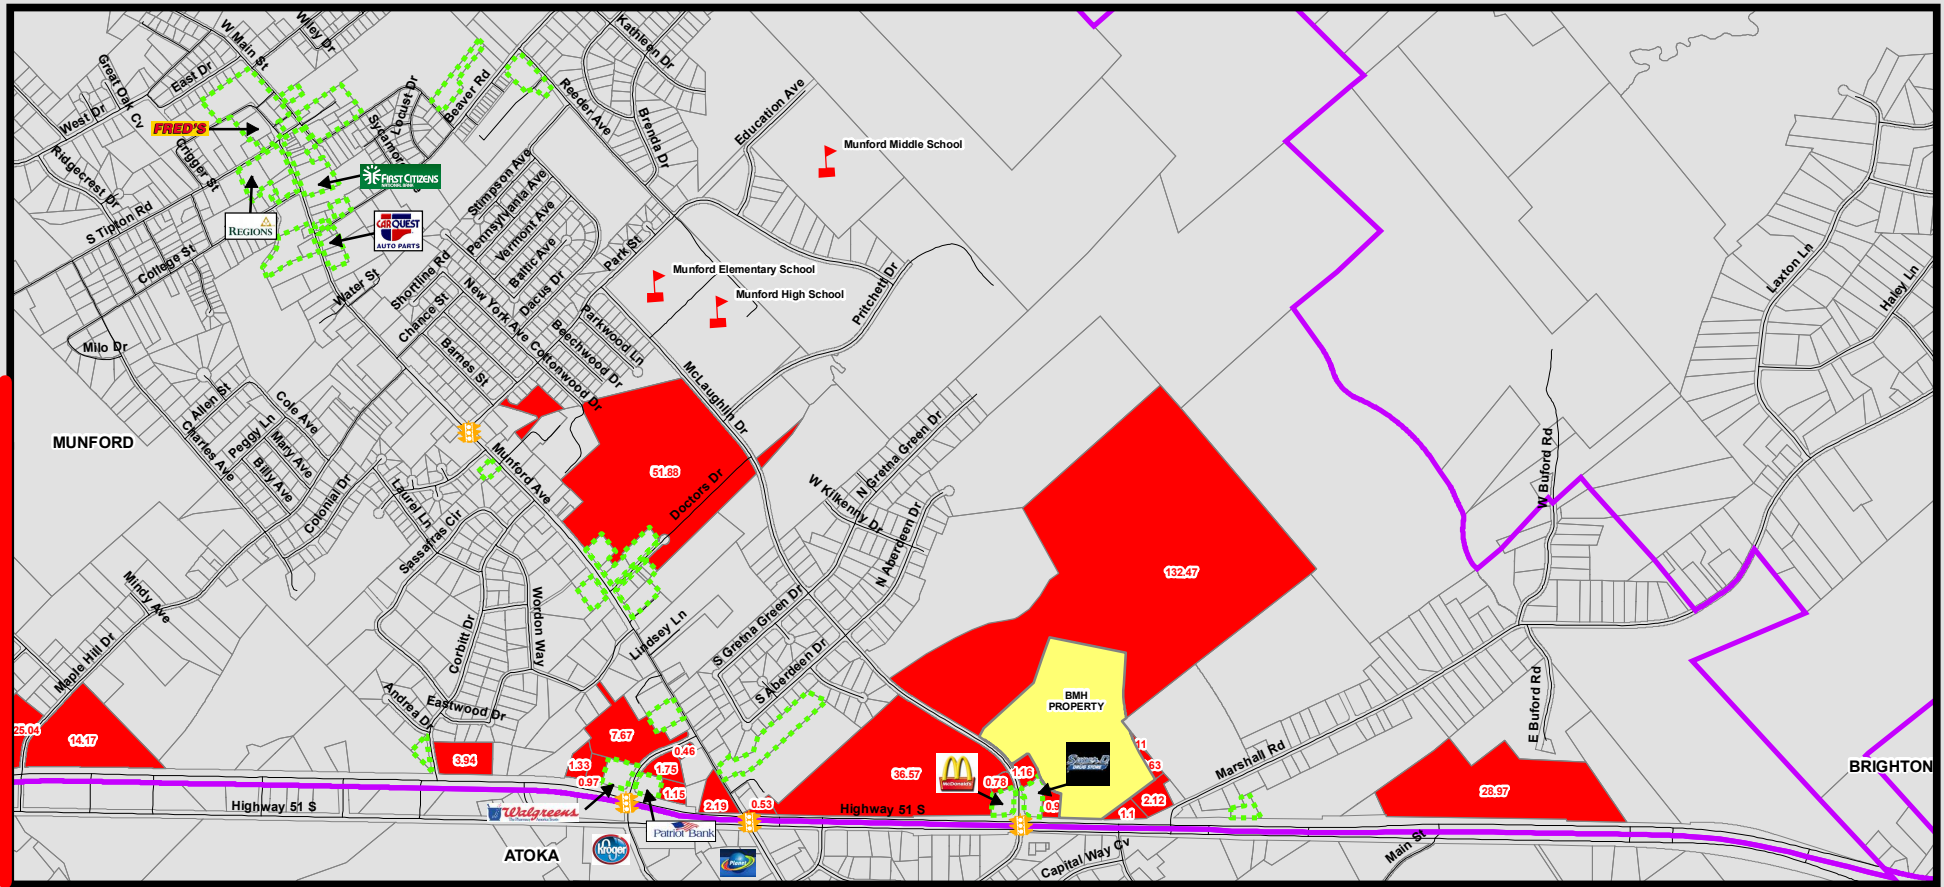 W Main St
Wiley Dr
Kathleen Dr
Great Oak Cv
East Dr
Locust Dr
Beaver Rd
Reeder Ave
Education Ave
West Dr
FRED'S
Sycamore
Brenda Dr
Munford Middle School
Ridgecrest Dr
Crigger St
FIRST CITIZENS
NATIONAL BANK
Stimpson Ave
Pennsylvania Ave
S Tipton Rd
REGIONS
CARQUEST
AUTO PARTS
Vermont Ave
Baltic Ave
Park St
College St
Water St
Shortline Rd
Dacus Dr
Munford Elementary School
Munford High School
Pritchett Dr
Laxton Ln
Haley Ln
Chance St
New York Ave
Parkwood Ln
Beechwood Dr
Milo Dr
Barnes St
Cottonwood Dr
McLaughlin Dr
Allen St
Cole Ave
MUNFORD
Charles Ave
Peggy Ln
Mary Ave
Billy Ave
Munford Ave
51.88
Doctors Dr
N Gretna Green Dr
W Kilkenny Dr
W Buford Rd
Colonial Dr
Laurel Ln
Sassafras Cir
N Aberdeen Dr
132.47
Mindy Ave
Wordon Way
Corbitt Dr
Lindsey Ln
S Gretna Green Dr
S Aberdeen Dr
Maple Hill Dr
Andrea Dr
Eastwood Dr
BMH
PROPERTY
E Buford Rd
25.04
14.17
3.94
7.67
0.46
1.33
1.75
0.97
1.15
2.19
0.53
36.57
McDonald's
0.78
1.16
Super D
DRUG STORE
11
63
0.9
2.12
1.1
Marshall Rd
28.97
BRIGHTON
Highway 51 S
Highway 51 S
Walgreens
Patriot Bank
ATOKA
Kroger
Planet
Capital Way Cv
Main St